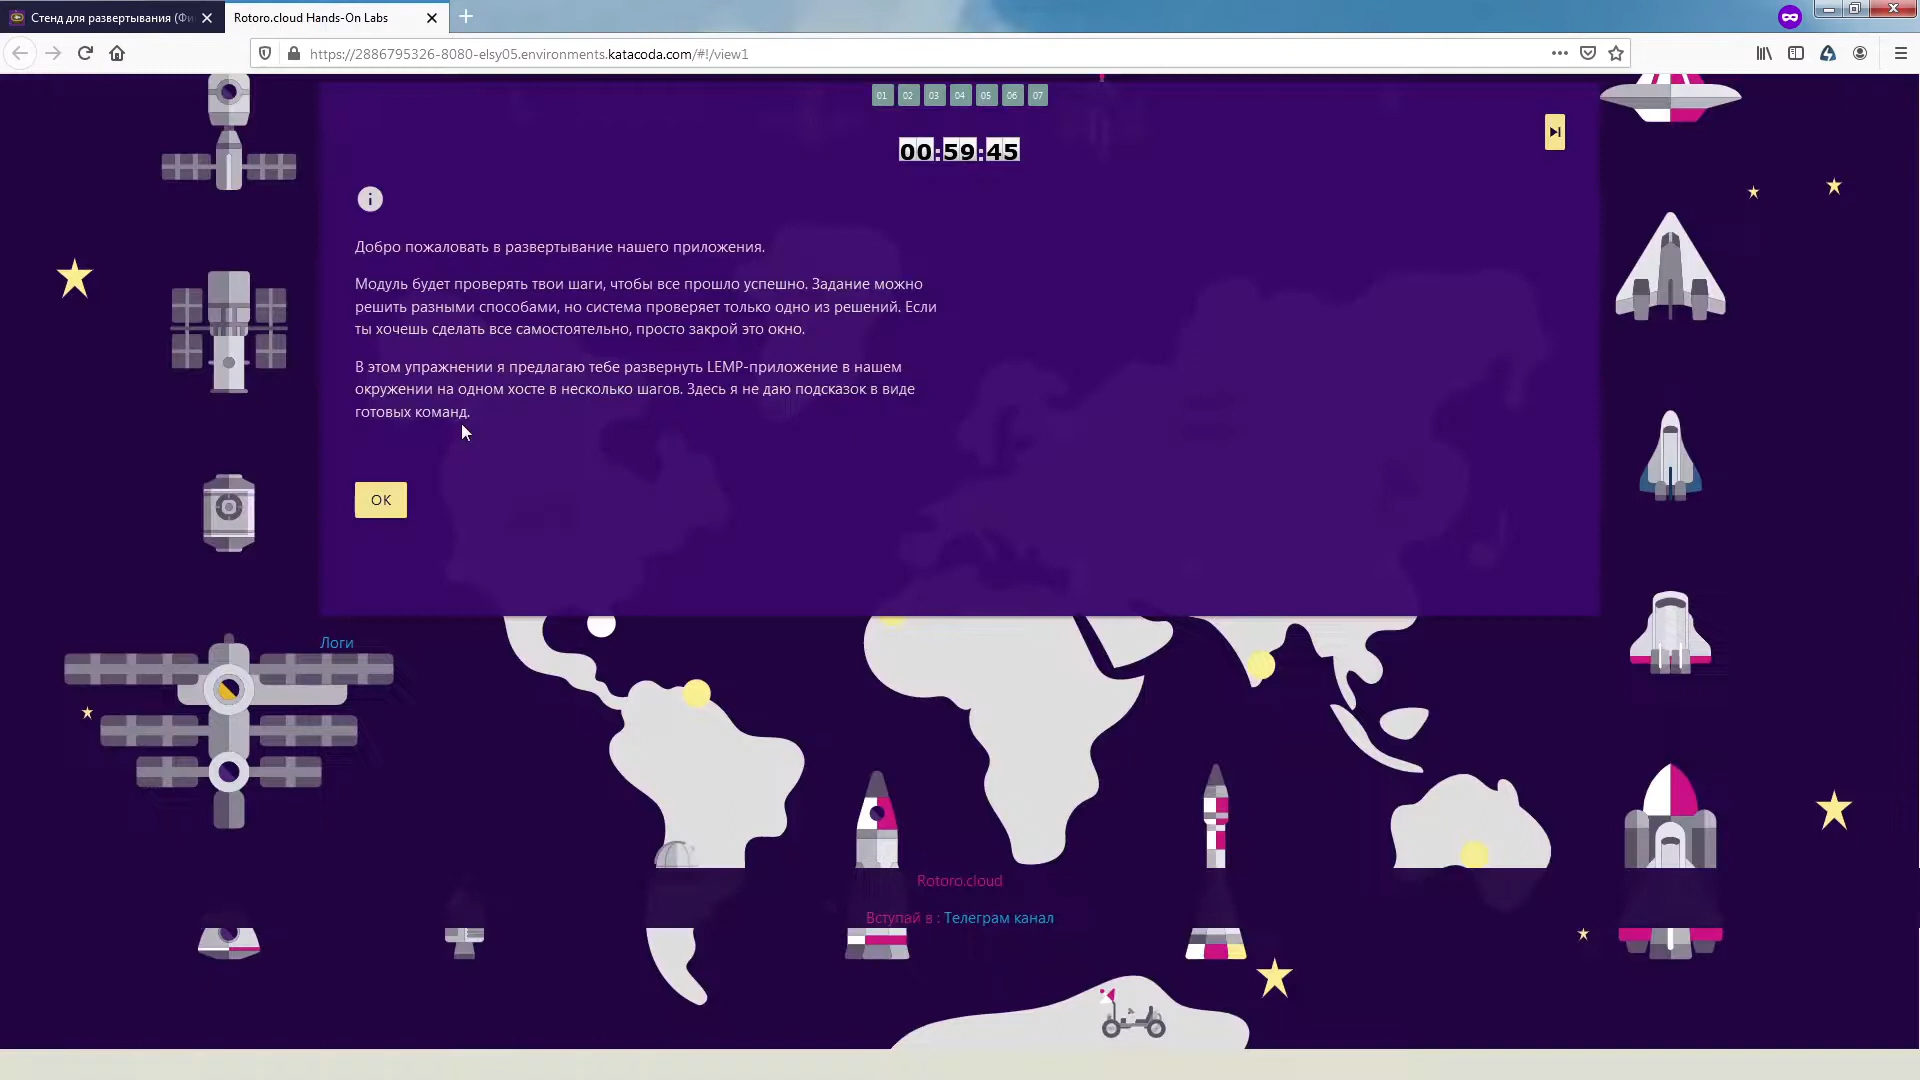 Стенд для развертывания (Фи
Rotoro.cloud Hands-On Labs
https://2886795326-8080-elsy05.environments.katacoda.com/#!/view1
01 02 03 04 05 06 07
00:59:45
Добро пожаловать в развертывание нашего приложения.
Модуль будет проверять твои шаги, чтобы все прошло успешно. Задание можно
решить разными способами, но система проверяет только одно из решений. Если
ты хочешь сделать все самостоятельно, просто закрой это окно.
В этом упражнении я предлагаю тебе развернуть LEMP-приложение в нашем
окружении на одном хосте в несколько шагов. Здесь я не даю подсказок в виде
готовых команд.
OK
Логи
Rotoro.cloud
Вступай в : Телеграм канал